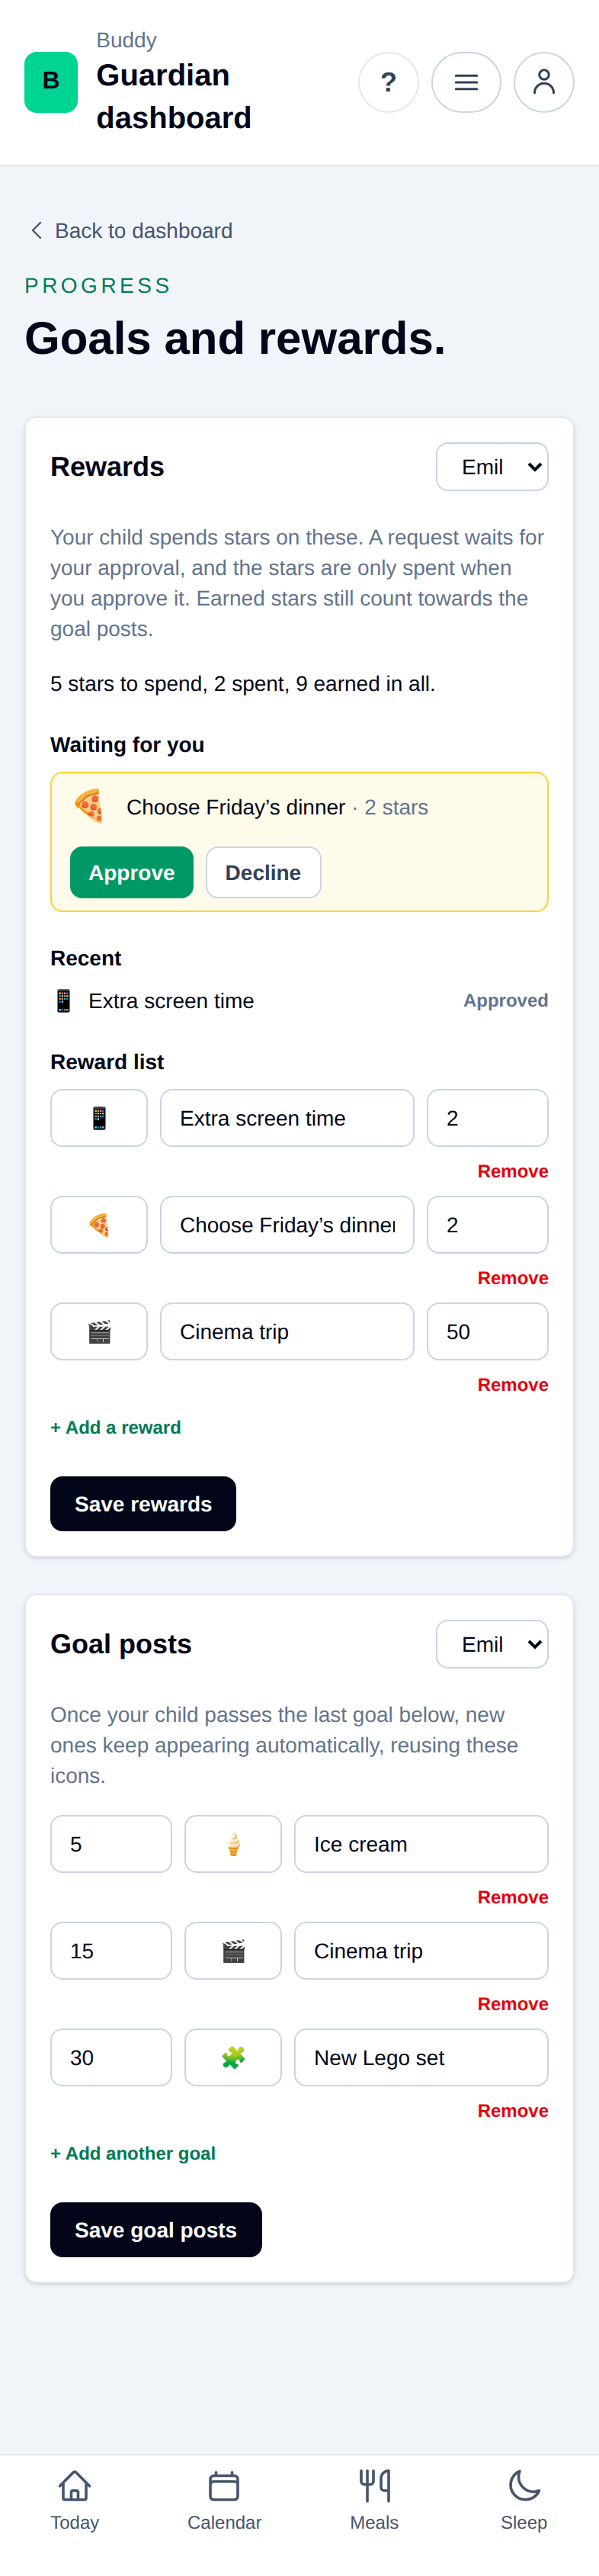 Buddy
B
Guardian
dashboard
?
Back to dashboard
PROGRESS
Goals and rewards.
Rewards
Emil
Your child spends stars on these. A request waits for
your approval, and the stars are only spent when
you approve it. Earned stars still count towards the
goal posts.
5 stars to spend, 2 spent, 9 earned in all.
Waiting for you
Choose Friday’s dinner · 2 stars
Approve
Decline
Recent
Extra screen time
Approved
Reward list
Extra screen time
2
Remove
Choose Friday’s dinner
2
Remove
Cinema trip
50
Remove
+ Add a reward
Save rewards
Goal posts
Emil
Once your child passes the last goal below, new
ones keep appearing automatically, reusing these
icons.
5
Ice cream
Remove
15
Cinema trip
Remove
30
New Lego set
Remove
+ Add another goal
Save goal posts
Today
Calendar
Meals
Sleep